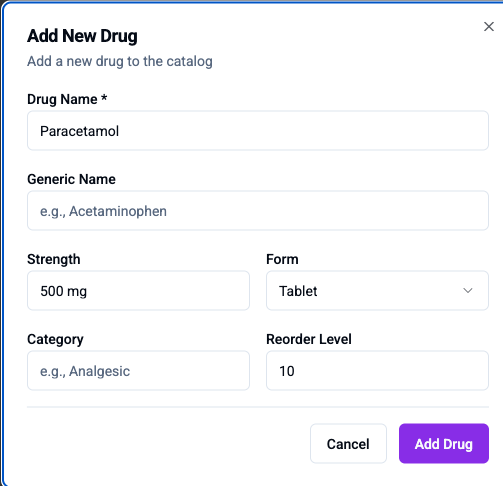 Add New Drug
Add a new drug to the catalog
Drug Name *
Paracetamol
Generic Name
e.g., Acetaminophen
Strength Form
500 mg Tablet
Category Reorder Level
e.g., Analgesic 10
Cancel Add Drug